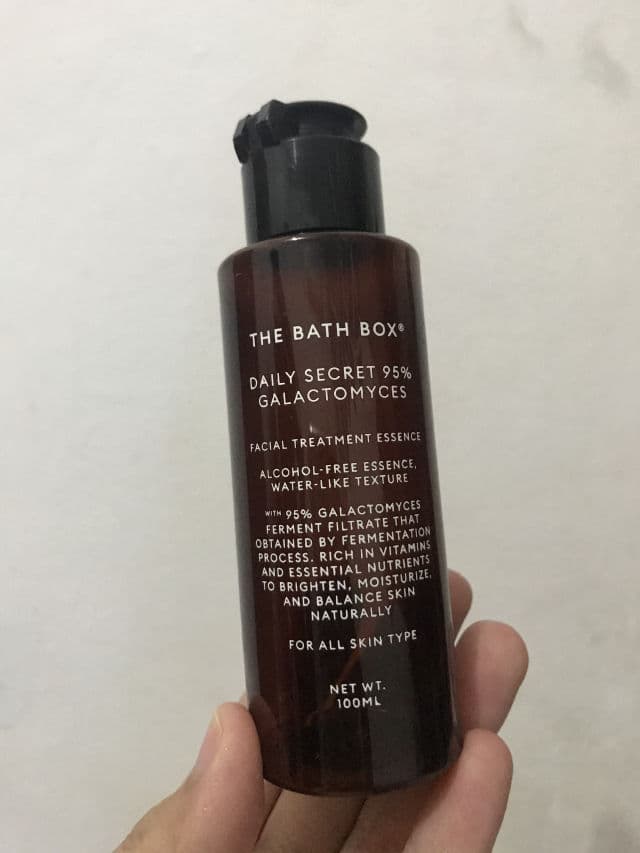 THE BATH BOX®
DAILY SECRET 95%
GALACTOMYCES
FACIAL TREATMENT ESSENCE
ALCOHOL-FREE ESSENCE,
WATER-LIKE TEXTURE
WITH 95% GALACTOMYCES
FERMENT FILTRATE THAT
OBTAINED BY FERMENTATION
PROCESS. RICH IN VITAMINS
AND ESSENTIAL NUTRIENTS
TO BRIGHTEN, MOISTURIZE,
AND BALANCE SKIN
NATURALLY
FOR ALL SKIN TYPE
NET WT.
100ML